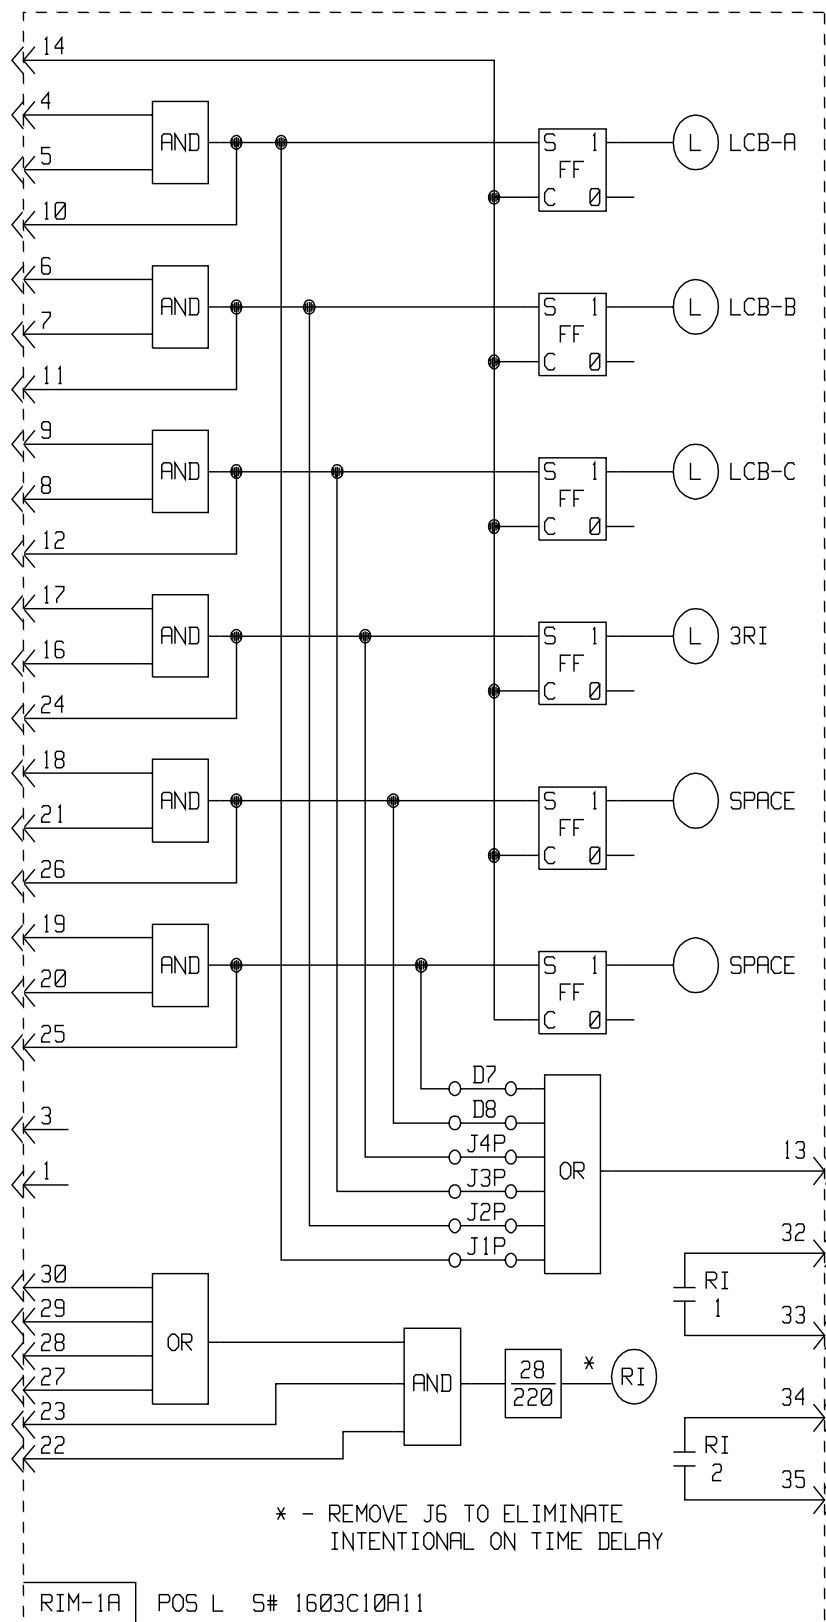 14
4
AND
5
10
S 1
FF
C 0
L
LCB-A
6
AND
7
11
S 1
FF
C 0
L
LCB-B
9
AND
8
12
S 1
FF
C 0
L
LCB-C
17
AND
16
24
S 1
FF
C 0
L
3RI
18
AND
21
26
S 1
FF
C 0
SPACE
19
AND
20
25
S 1
FF
C 0
SPACE
3
1
D7
D8
J4P
J3P
J2P
J1P
OR
13
32
RI
1
33
30
29
28
27
23
22
OR
AND
28
220
*
RI
34
RI
2
35
* - REMOVE J6 TO ELIMINATE
INTENTIONAL ON TIME DELAY
RIM-1A POS L S# 1603C10A11